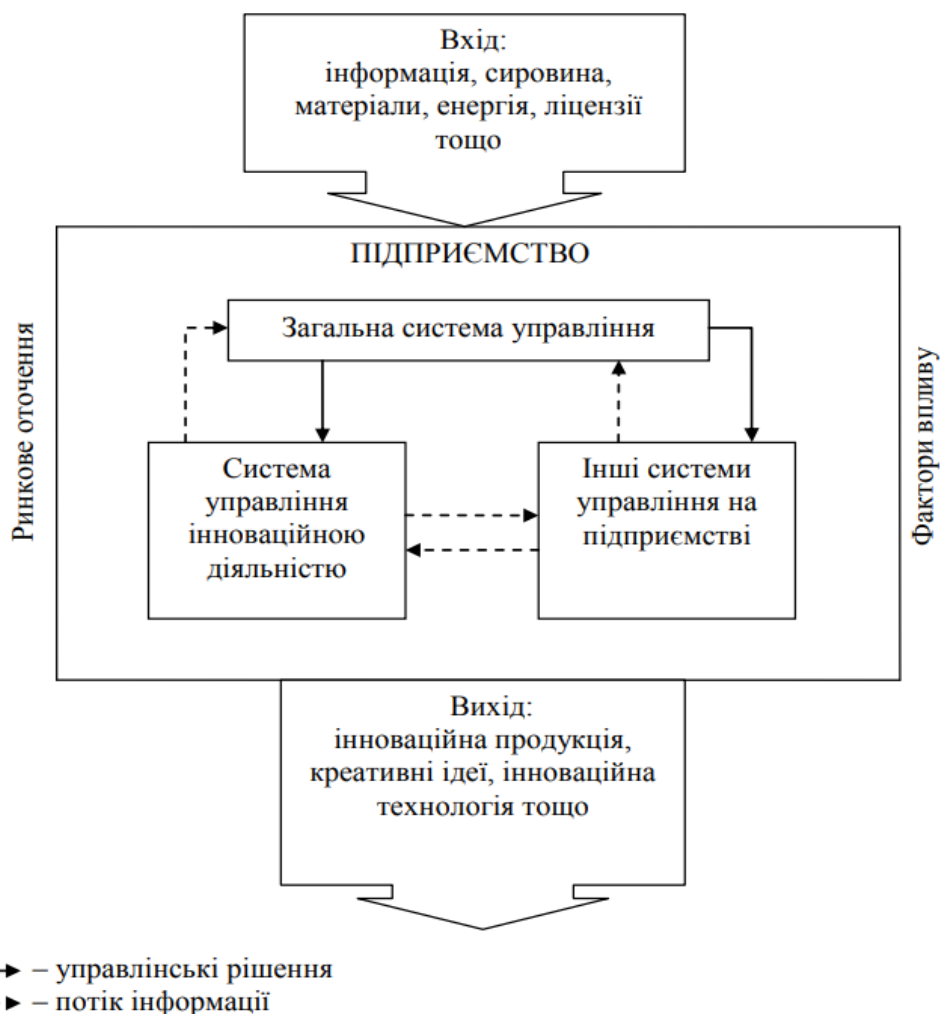 Вхід:
інформація, сировина,
матеріали, енергія, ліцензії
тощо
ПІДПРИЄМСТВО
Загальна система управління
Ринкове оточення
Фактори впливу
Система
управління
інноваційною
діяльністю
Інші системи
управління на
підприємстві
Вихід:
інноваційна продукція,
креативні ідеї, інноваційна
технологія тощо
– управлінські рішення
– потік інформації